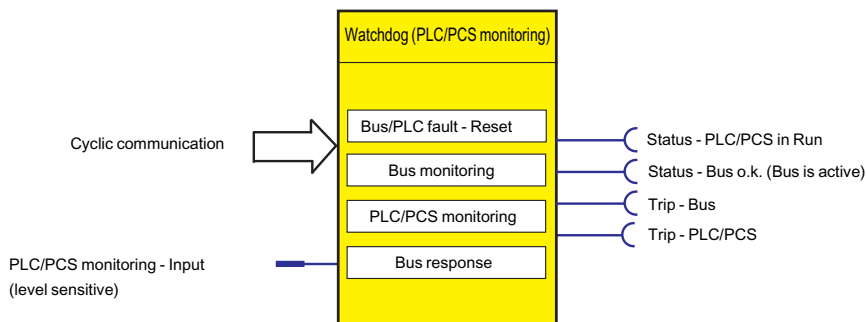 Watchdog (PLC/PCS monitoring)
Bus/PLC fault - Reset
Cyclic communication
Status - PLC/PCS in Run
Bus monitoring
Status - Bus o.k. (Bus is active)
Trip - Bus
PLC/PCS monitoring
Trip - PLC/PCS
PLC/PCS monitoring - Input
(level sensitive)
Bus response